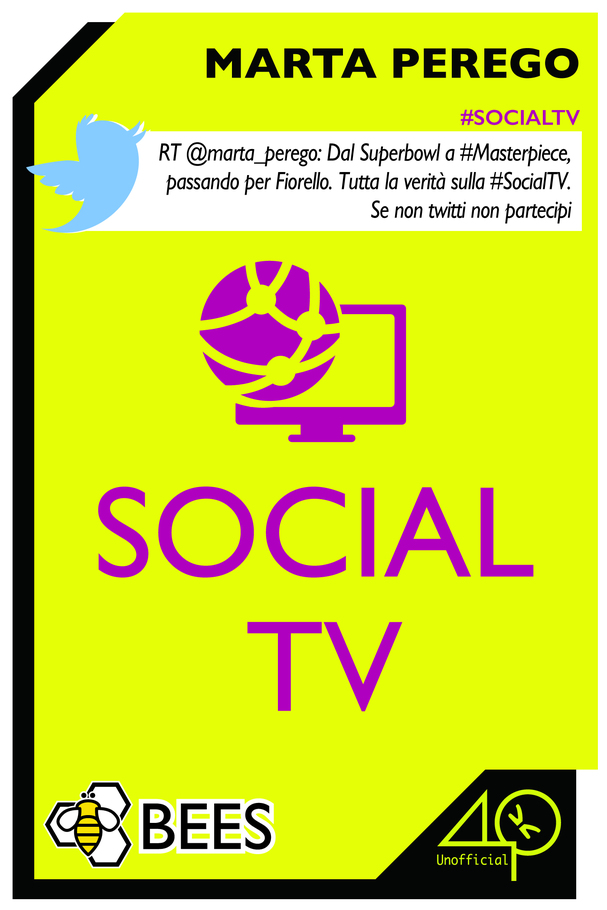 MARTA PEREGO
#SOCIALTV
RT @marta_perego: Dal Superbowl a #Masterpiece,
passando per Fiorello. Tutta la verità sulla #SocialTV.
Se non twitti non partecipi
SOCIAL
TV
BEES
40K
Unofficial